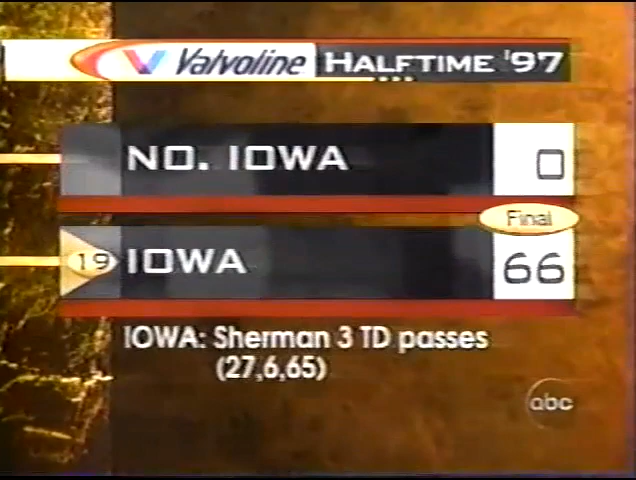 Valvoline HALFTIME '97
NO. IOWA 0
Final
19 IOWA 66
IOWA: Sherman 3 TD passes
(27,6,65)
abc